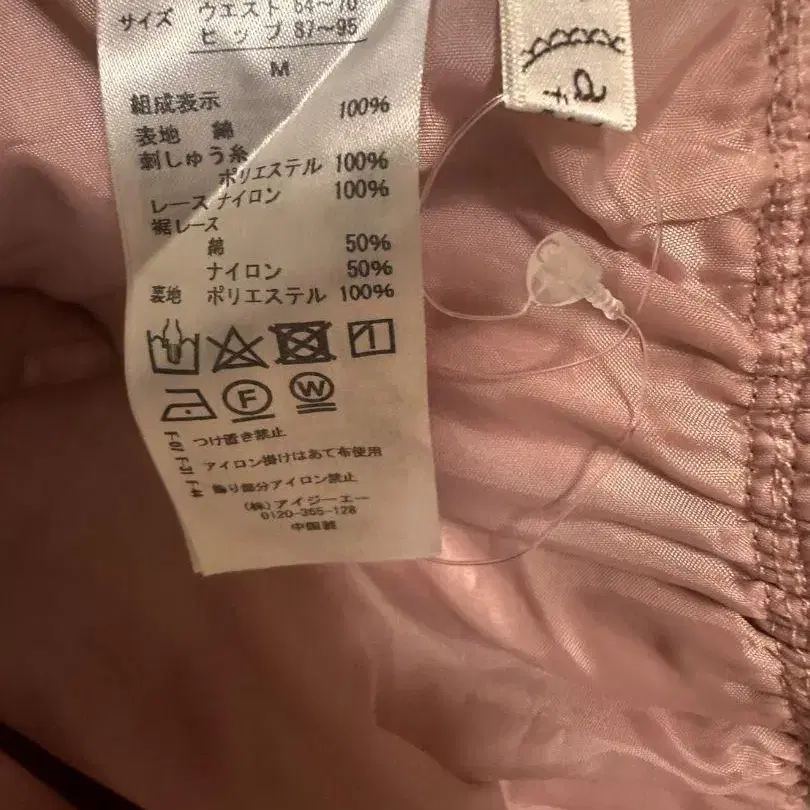 サイズ
ウエスト 64～70
ヒップ 87～95
M
組成表示
表地 綿 100%
刺しゅう糸
ポリエステル 100%
レース ナイロン 100%
裾レース
綿 50%
ナイロン 50%
裏地 ポリエステル 100%
F
W
つけ置き禁止
アイロン掛けはあて布使用
飾り部分アイロン禁止
(株)アイジーエー
0120-365-128
中国製